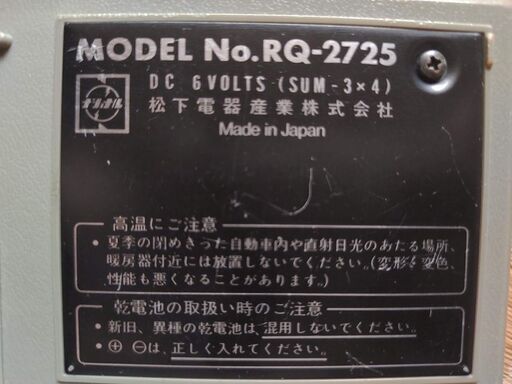 MODEL No.RQ-2725
ナショナル
DC 6VOLTS (SUM-3×4)
松下電器産業株式会社
Made in Japan
高温にご注意
・夏季の閉めきった自動車内や直射日光のあたる場所、
暖房器付近には放置しないでください。(変形、変色、
性能も悪くなることがあります。)
乾電池の取扱い時のご注意
・新旧、異種の乾電池は、混用しないでください。
・⊕ ⊖は、正しく入れてください。